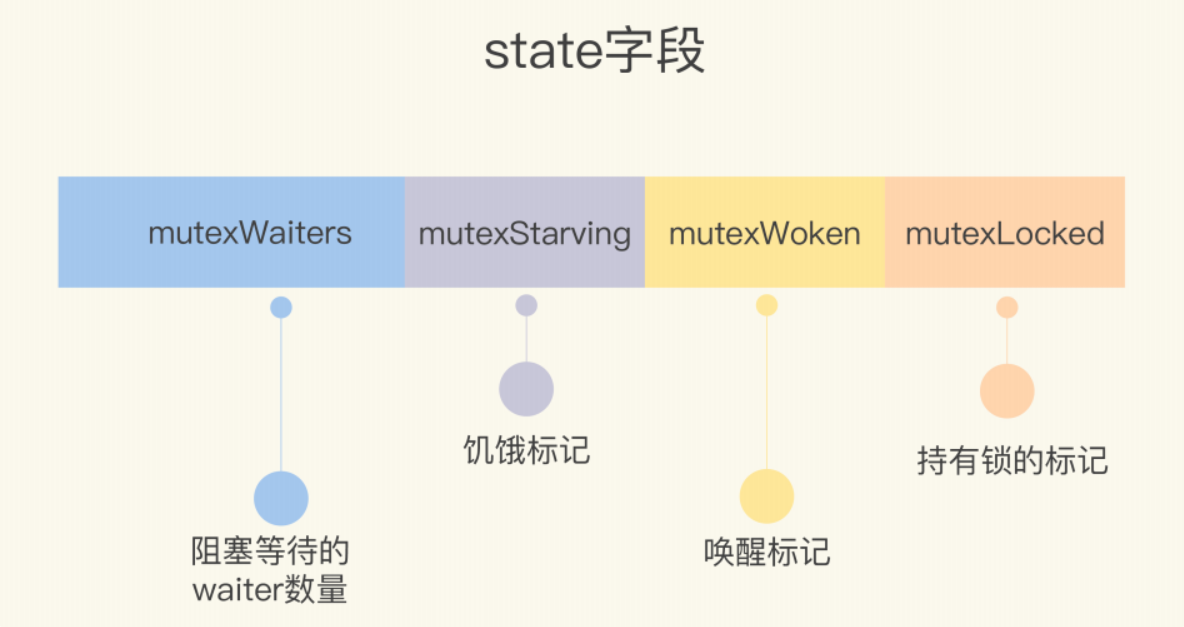 state字段
mutexWaiters
mutexStarving
mutexWoken
mutexLocked
饥饿标记
持有锁的标记
阻塞等待的
waiter数量
唤醒标记